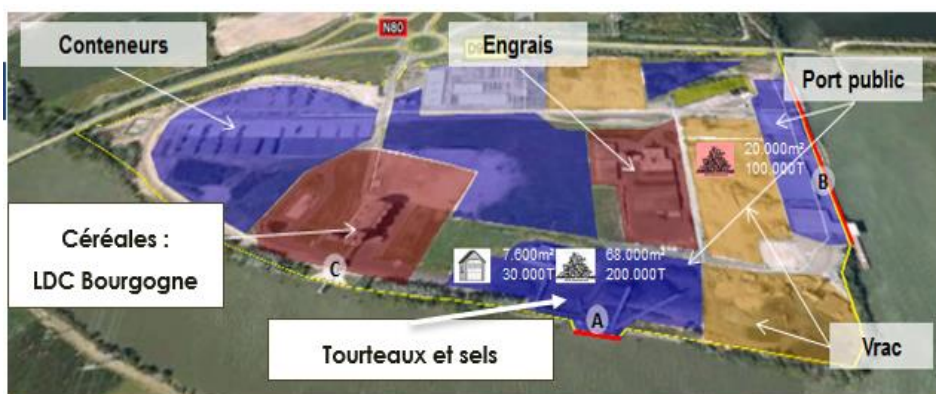 N80
Conteneurs
Engrais
Port public
20.000m²
100.000T
B
Céréales :
LDC Bourgogne
7.600m²
30.000T
68.000m²
200.000T
C
A
Tourteaux et sels
Vrac